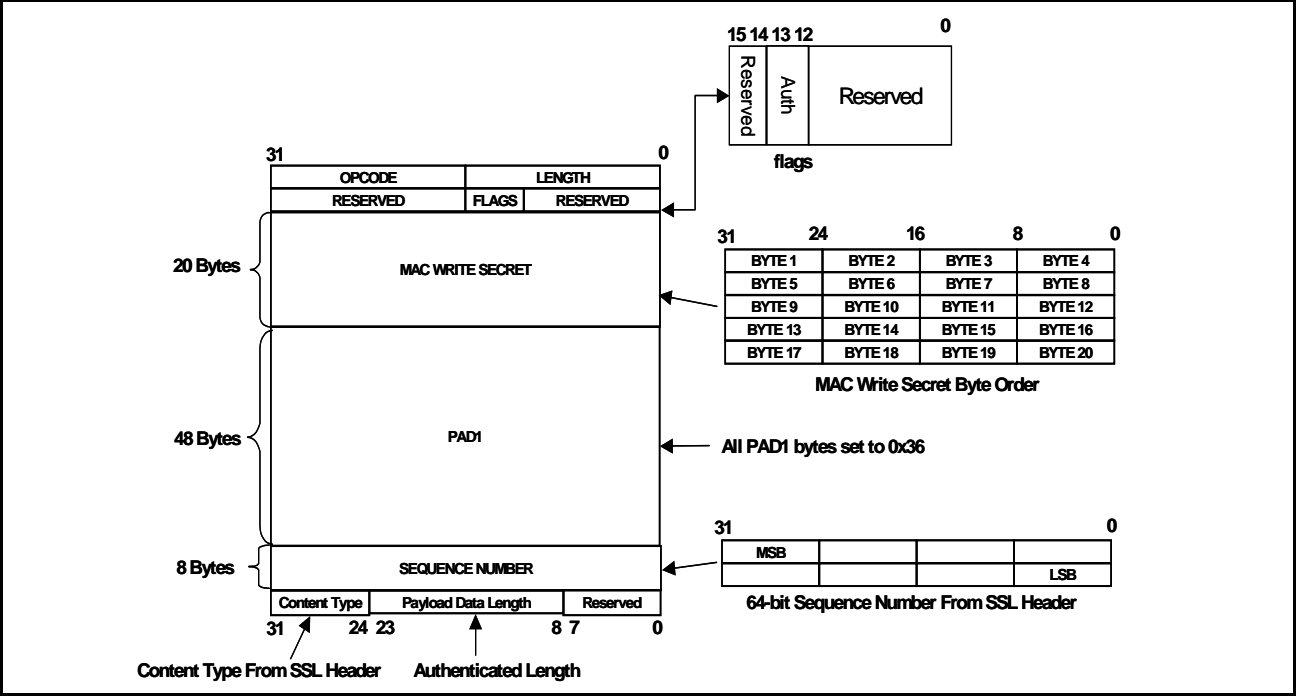 15 14 13 12 0
Reserved Auth Reserved
flags
31 0
OPCODE LENGTH
RESERVED FLAGS RESERVED
20 Bytes MAC WRITE SECRET
31 24 16 8 0
BYTE 1 BYTE 2 BYTE 3 BYTE 4
BYTE 5 BYTE 6 BYTE 7 BYTE 8
BYTE 9 BYTE 10 BYTE 11 BYTE 12
BYTE 13 BYTE 14 BYTE 15 BYTE 16
BYTE 17 BYTE 18 BYTE 19 BYTE 20
MAC Write Secret Byte Order
48 Bytes PAD1 All PAD1 bytes set to 0x36
31 0
MSB
LSB
64-bit Sequence Number From SSL Header
8 Bytes SEQUENCE NUMBER
Content Type Payload Data Length Reserved
31 24 23 8 7 0
Content Type From SSL Header Authenticated Length